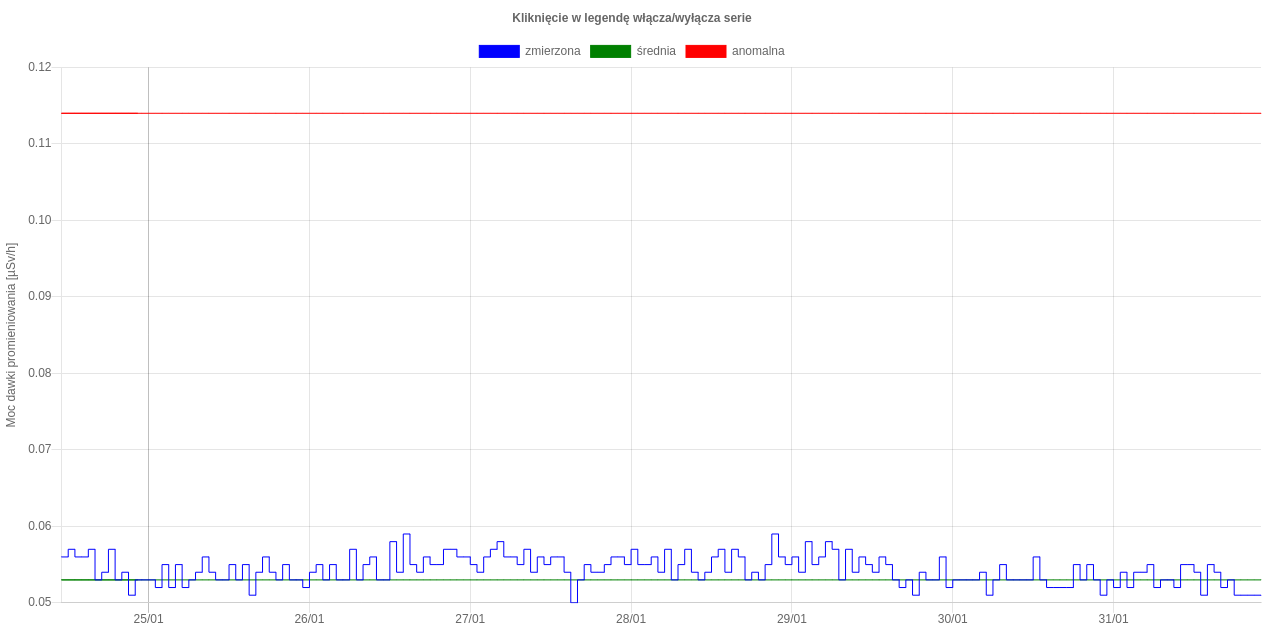 Kliknięcie w legendę włącza/wyłącza serie
zmierzona średnia anomalna
0.12
0.11
0.10
0.09
0.08
0.07
0.06
0.05
Moc dawki promieniowania [µSv/h]
25/01 26/01 27/01 28/01 29/01 30/01 31/01